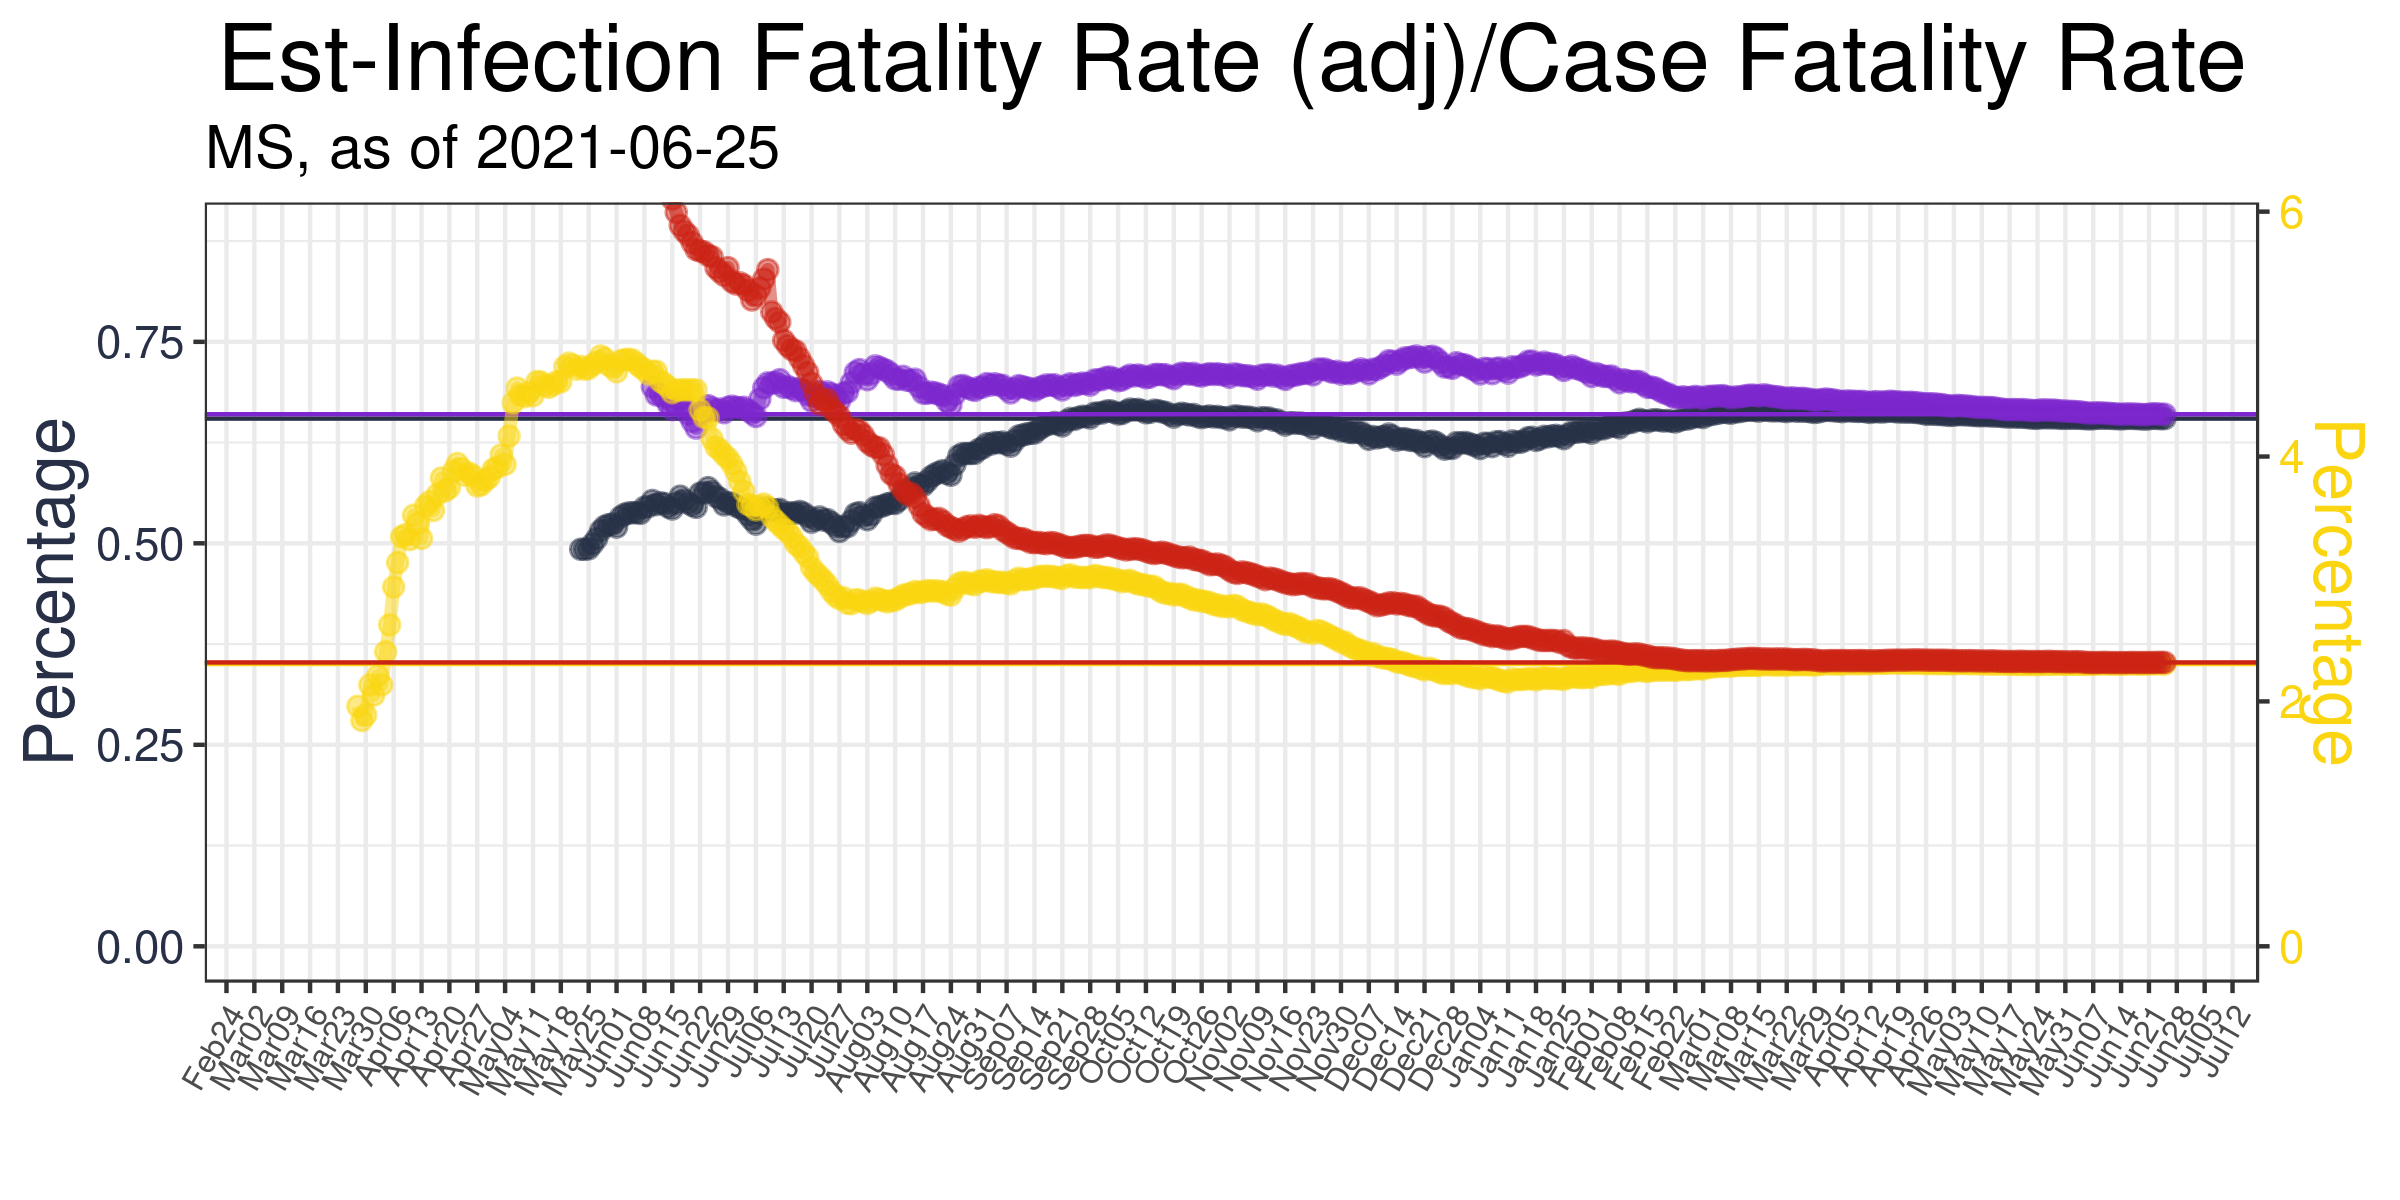 Est-Infection Fatality Rate (adj)/Case Fatality Rate
MS, as of 2021-06-25
Percentage
0.75
0.50
0.25
0.00
6
4
2
0
Percentage
Feb24
Mar02
Mar09
Mar16
Mar23
Mar30
Apr06
Apr13
Apr20
Apr27
May04
May11
May18
May25
Jun01
Jun08
Jun15
Jun22
Jun29
Jul06
Jul13
Jul20
Jul27
Aug03
Aug10
Aug17
Aug24
Aug31
Sep07
Sep14
Sep21
Sep28
Oct05
Oct12
Oct19
Oct26
Nov02
Nov09
Nov16
Nov23
Nov30
Dec07
Dec14
Dec21
Dec28
Jan04
Jan11
Jan18
Jan25
Feb01
Feb08
Feb15
Feb22
Mar01
Mar08
Mar15
Mar22
Mar29
Apr05
Apr12
Apr19
Apr26
May03
May10
May17
May24
May31
Jun07
Jun14
Jun21
Jun28
Jul05
Jul12